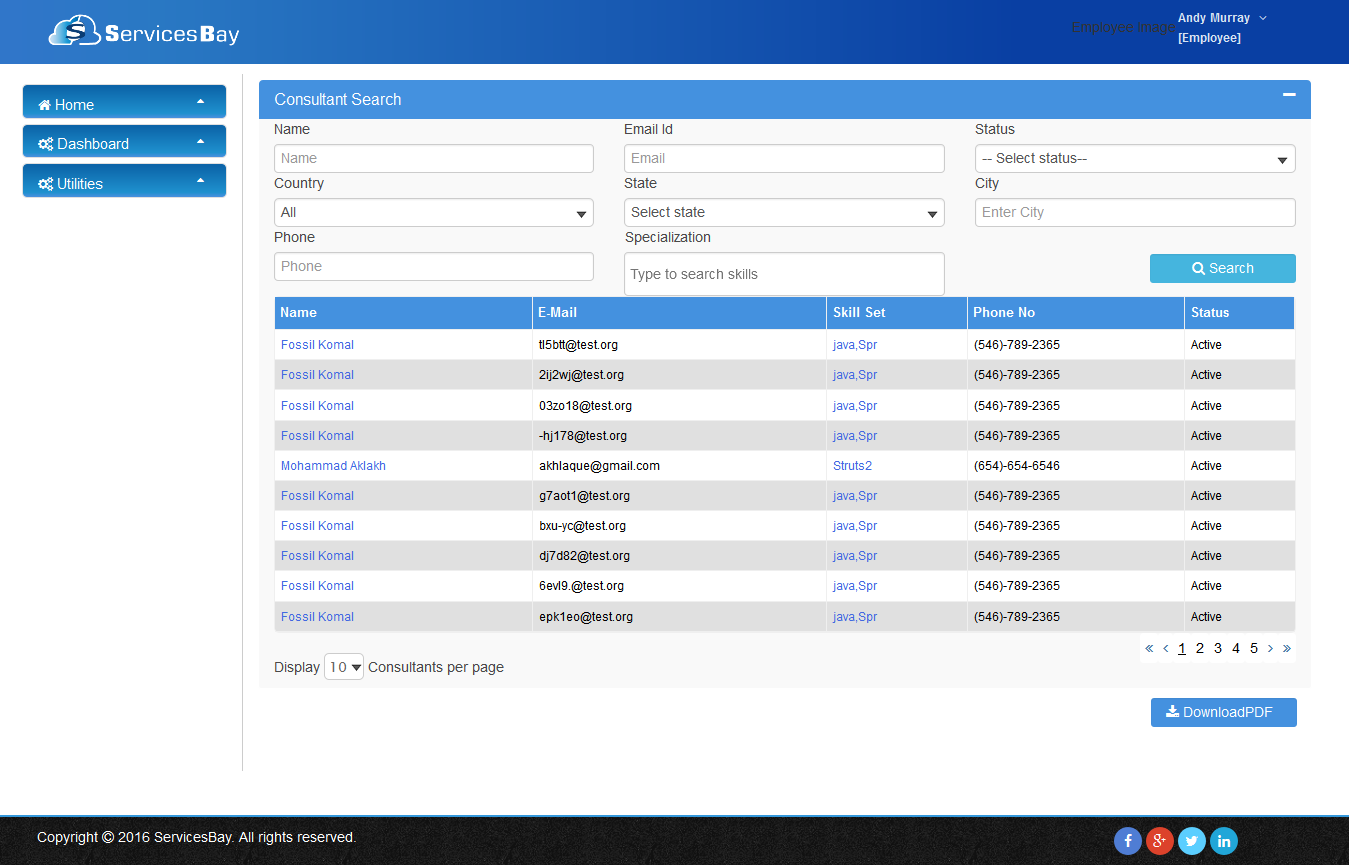 ServicesBay
Employee Image
Andy Murray
[Employee]
Home
Dashboard
Utilities
Consultant Search
Name Email Id Status
Name Email -- Select status--
Country State City
All Select state Enter City
Phone Specialization
Phone Type to search skills Search
Name E-Mail Skill Set Phone No Status
Fossil Komal tl5btt@test.org java,Spr (546)-789-2365 Active
Fossil Komal 2ij2wj@test.org java,Spr (546)-789-2365 Active
Fossil Komal 03zo18@test.org java,Spr (546)-789-2365 Active
Fossil Komal -hj178@test.org java,Spr (546)-789-2365 Active
Mohammad Aklakh akhlaque@gmail.com Struts2 (654)-654-6546 Active
Fossil Komal g7aot1@test.org java,Spr (546)-789-2365 Active
Fossil Komal bxu-yc@test.org java,Spr (546)-789-2365 Active
Fossil Komal dj7d82@test.org java,Spr (546)-789-2365 Active
Fossil Komal 6evl9.@test.org java,Spr (546)-789-2365 Active
Fossil Komal epk1eo@test.org java,Spr (546)-789-2365 Active
« ‹ 1 2 3 4 5 › »
Display 10 Consultants per page
DownloadPDF
Copyright © 2016 ServicesBay. All rights reserved.